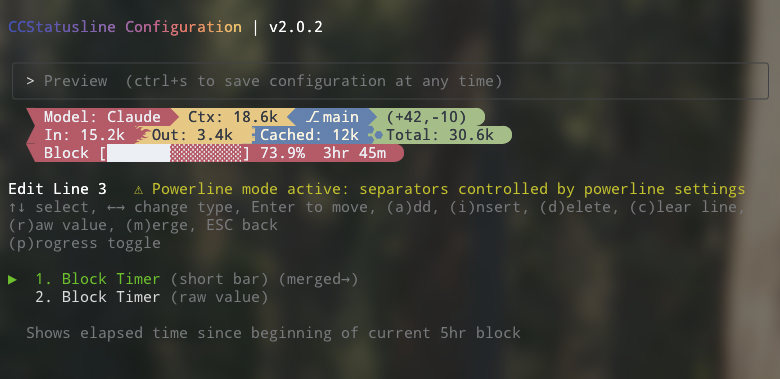 CCStatusline Configuration | v2.0.2
> Preview (ctrl+s to save configuration at any time)
Model: Claude Ctx: 18.6k ⎇ main (+42,-10)
In: 15.2k Out: 3.4k Cached: 12k Total: 30.6k
Block [ ] 73.9% 3hr 45m
Edit Line 3 ⚠ Powerline mode active: separators controlled by powerline settings
↑↓ select, ←→ change type, Enter to move, (a)dd, (i)nsert, (d)elete, (c)lear line,
(r)aw value, (m)erge, ESC back
(p)rogress toggle
▶ 1. Block Timer (short bar) (merged→)
2. Block Timer (raw value)
Shows elapsed time since beginning of current 5hr block